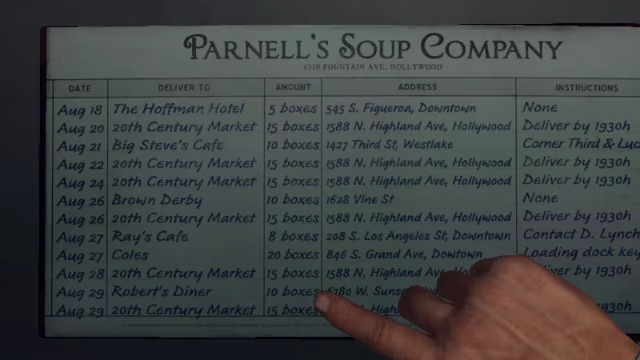 PARNELL'S SOUP COMPANY
6310 FOUNTAIN AVE, HOLLYWOOD
DATE DELIVER TO AMOUNT ADDRESS INSTRUCTIONS
Aug 18 The Hoffman Hotel 5 boxes 545 S. Figueroa, Downtown None
Aug 20 20th Century Market 15 boxes 1588 N. Highland Ave, Hollywood Deliver by 1930h
Aug 21 Big Steve's Cafe 10 boxes 1427 Third St, Westlake Corner Third & Luc
Aug 22 20th Century Market 15 boxes 1588 N. Highland Ave, Hollywood Deliver by 1930h
Aug 24 20th Century Market 15 boxes 1588 N. Highland Ave, Hollywood Deliver by 1930h
Aug 26 Brown Derby 10 boxes 1628 Vine St None
Aug 26 20th Century Market 15 boxes 1588 N. Highland Ave, Hollywood Deliver by 1930h
Aug 27 Ray's Cafe 8 boxes 208 S. Los Angeles St, Downtown Contact D. Lynch
Aug 27 Coles 20 boxes 846 S. Grand Ave, Dowtown Loading dock key
Aug 28 20th Century Market 15 boxes 1588 N. Highland Ave, by 1930h
Aug 29 Robert's Diner 10 boxes 6780 W.
Aug 29 20th Century Market 15 boxes 1930h